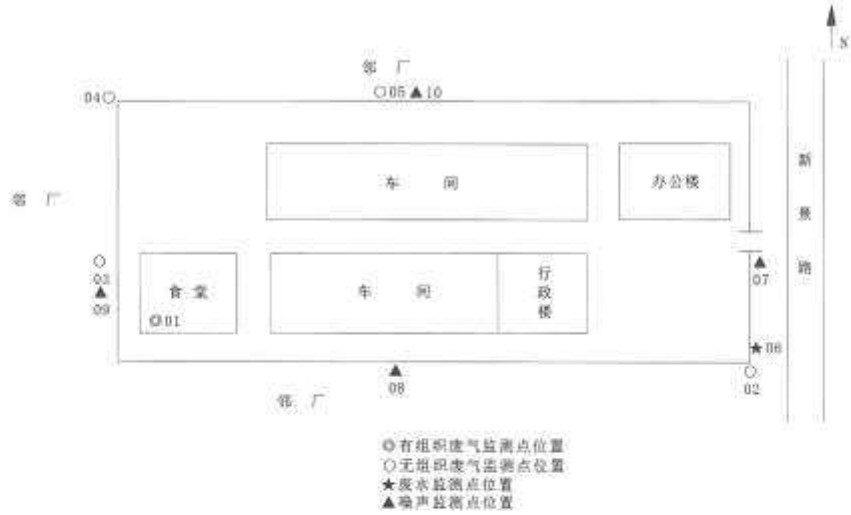 N
邻 厂
04○
○05▲10
车 间
办公楼
新景路
邻 厂
○
03
▲
09
食堂
◎01
车 间
行政楼
▲
07
★06
▲
08
○
02
邻 厂
◎有组织废气监测点位置
○无组织废气监测点位置
★废水监测点位置
▲噪声监测点位置